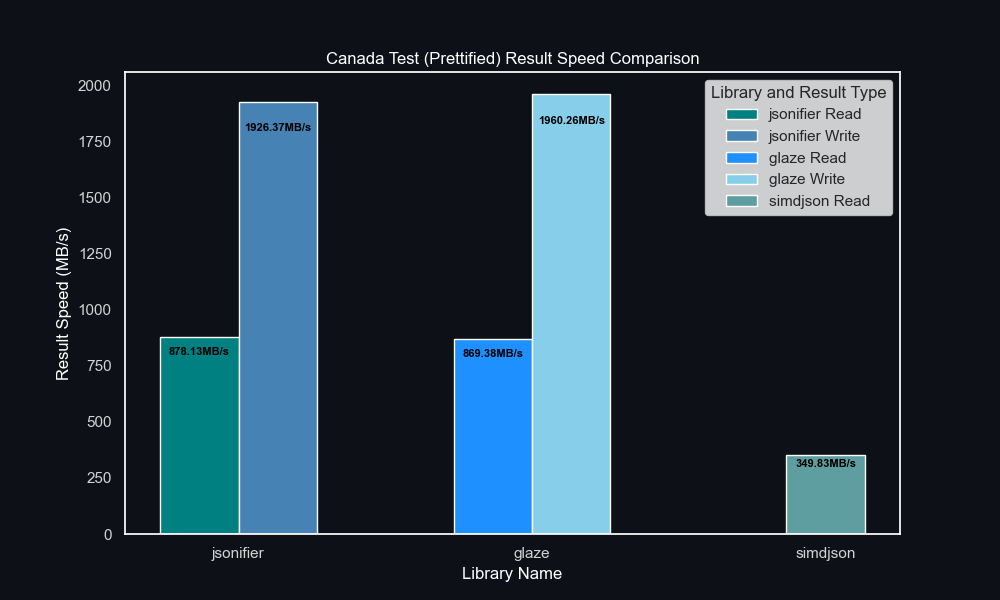 Canada Test (Prettified) Result Speed Comparison
Library and Result Type
jsonifier Read
jsonifier Write
glaze Read
glaze Write
simdjson Read
Result Speed (MB/s)
2000
1750
1500
1250
1000
750
500
250
0
878.13MB/s
1926.37MB/s
869.38MB/s
1960.26MB/s
349.83MB/s
jsonifier
glaze
simdjson
Library Name